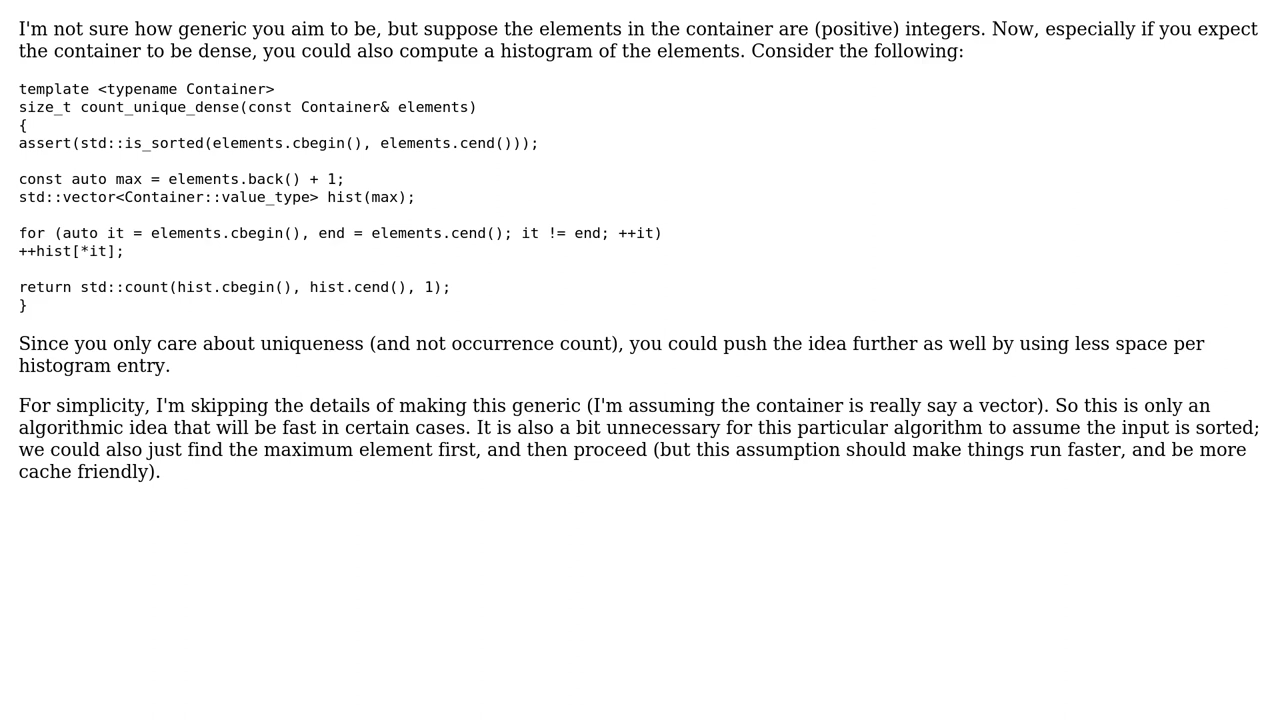 I'm not sure how generic you aim to be, but suppose the elements in the container are (positive) integers. Now, especially if you expect
the container to be dense, you could also compute a histogram of the elements. Consider the following:
template <typename Container>
size_t count_unique_dense(const Container& elements)
{
assert(std::is_sorted(elements.cbegin(), elements.cend()));
const auto max = elements.back() + 1;
std::vector<Container::value_type> hist(max);
for (auto it = elements.cbegin(), end = elements.cend(); it != end; ++it)
++hist[*it];
return std::count(hist.cbegin(), hist.cend(), 1);
}
Since you only care about uniqueness (and not occurrence count), you could push the idea further as well by using less space per
histogram entry.
For simplicity, I'm skipping the details of making this generic (I'm assuming the container is really say a vector). So this is only an
algorithmic idea that will be fast in certain cases. It is also a bit unnecessary for this particular algorithm to assume the input is sorted;
we could also just find the maximum element first, and then proceed (but this assumption should make things run faster, and be more
cache friendly).